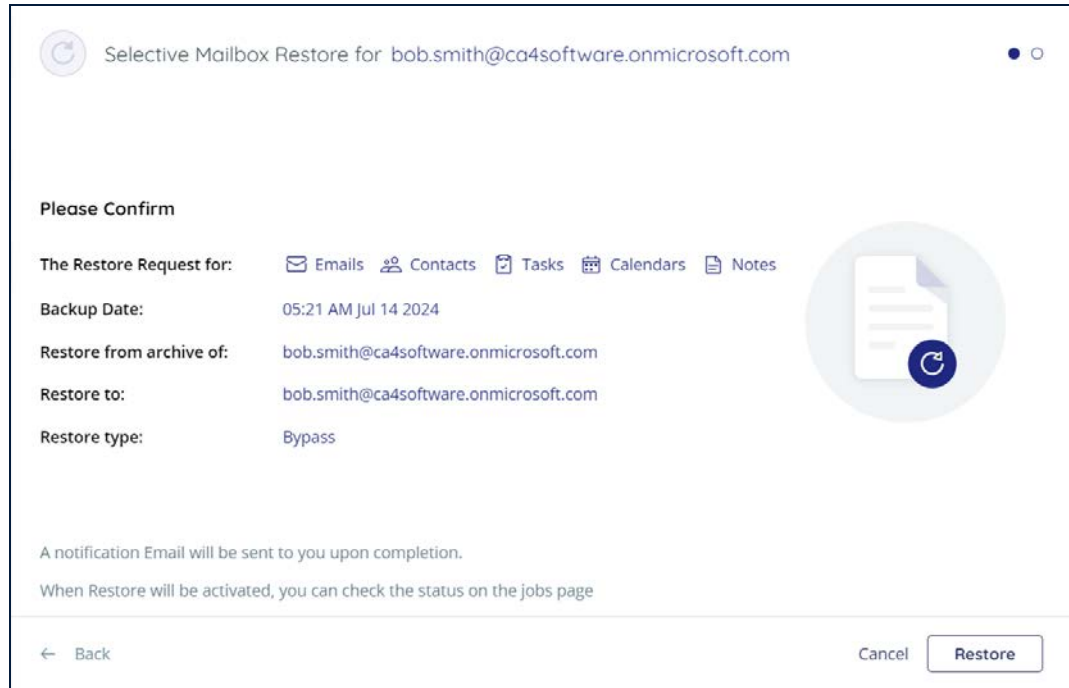 Selective Mailbox Restore for bob.smith@ca4software.onmicrosoft.com
Please Confirm
The Restore Request for: Emails Contacts Tasks Calendars Notes
Backup Date: 05:21 AM Jul 14 2024
Restore from archive of: bob.smith@ca4software.onmicrosoft.com
Restore to: bob.smith@ca4software.onmicrosoft.com
Restore type: Bypass
A notification Email will be sent to you upon completion.
When Restore will be activated, you can check the status on the jobs page
← Back Cancel Restore